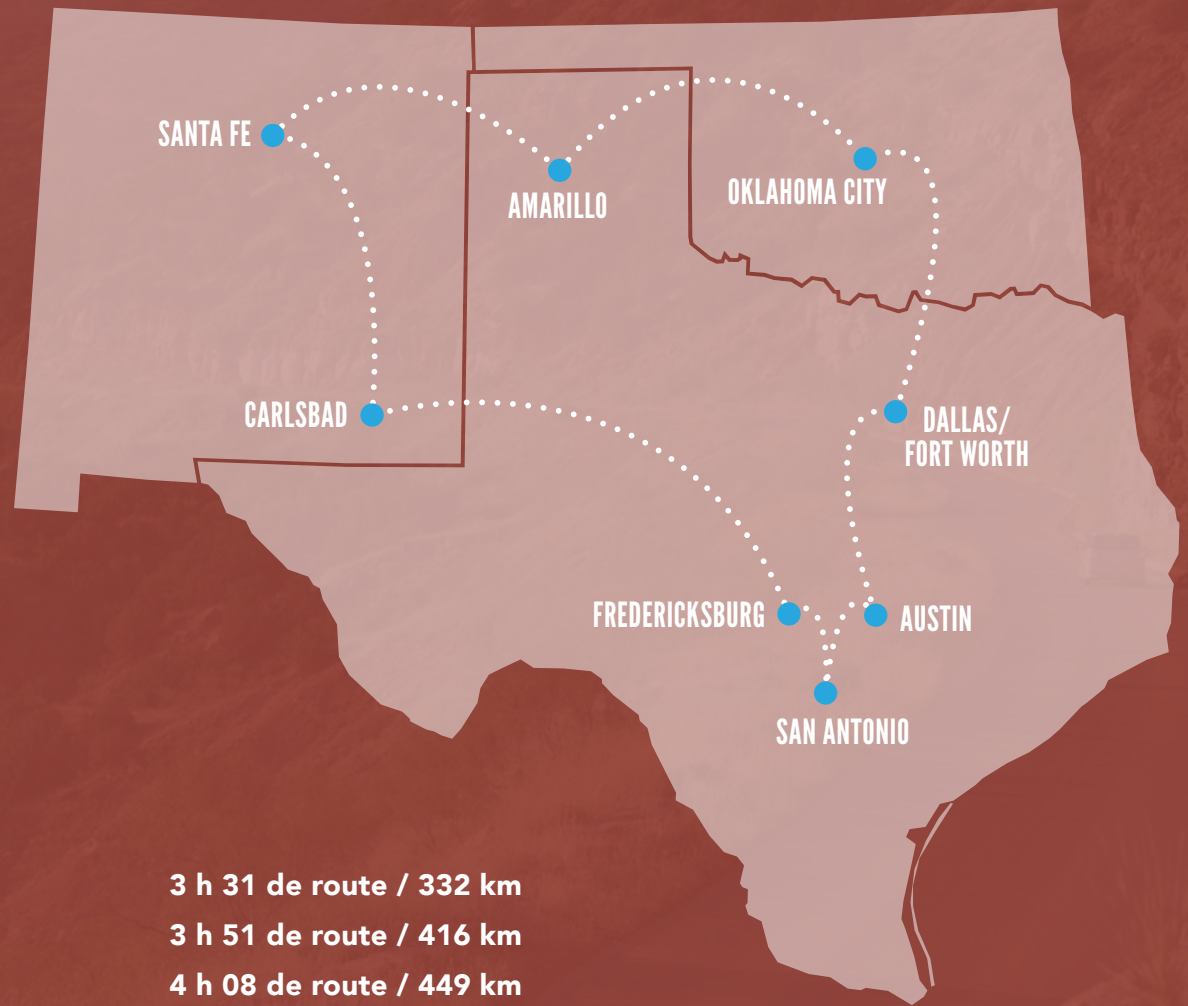 SANTA FE
AMARILLO
OKLAHOMA CITY
CARLSBAD
DALLAS/
FORT WORTH
FREDERICKSBURG
AUSTIN
SAN ANTONIO
3 h 31 de route / 332 km
3 h 51 de route / 416 km
4 h 08 de route / 449 km